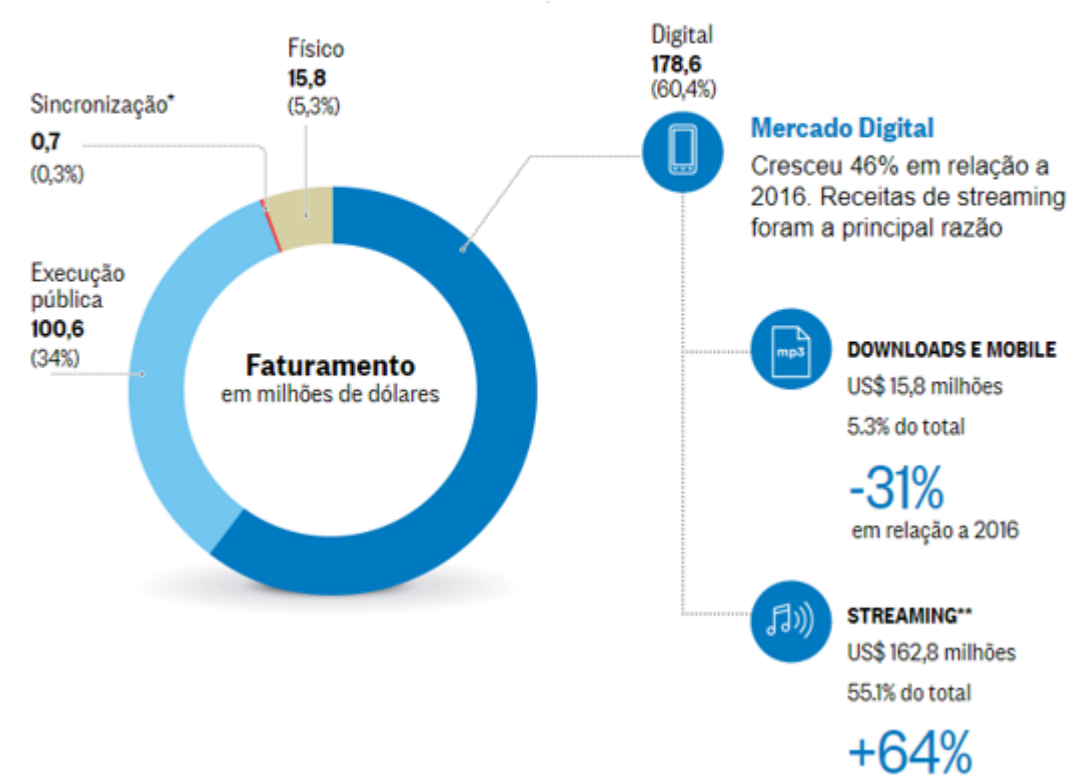 Físico
15,8
(5,3%)
Sincronização*
0,7
(0,3%)
Execução
pública
100,6
(34%)
Faturamento
em milhões de dólares
Digital
178,6
(60,4%)
Mercado Digital
Cresceu 46% em relação a
2016. Receitas de streaming
foram a principal razão
mp3
DOWNLOADS E MOBILE
US$ 15,8 milhões
5.3% do total
-31%
em relação a 2016
STREAMING**
US$ 162,8 milhões
55.1% do total
+64%